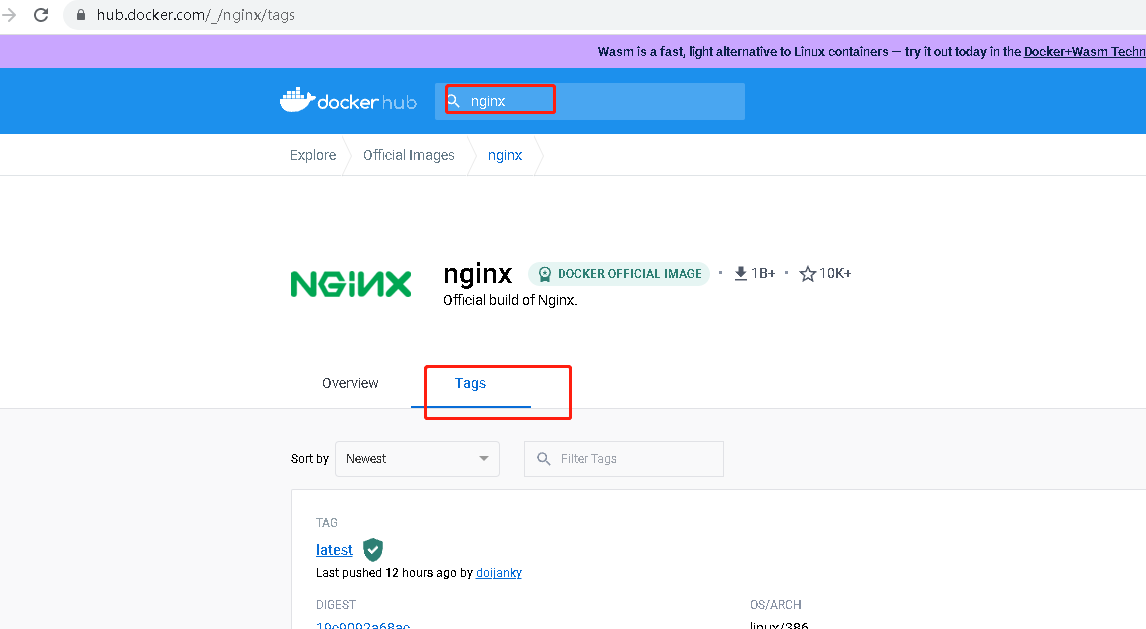 hub.docker.com/_/nginx/tags
Wasm is a fast, light alternative to Linux containers — try it out today in the Docker+Wasm Techn
docker hub
nginx
Explore
Official Images
nginx
NGINX
nginx DOCKER OFFICIAL IMAGE • 1B+ • 10K+
Official build of Nginx.
Overview
Tags
Sort by Newest Filter Tags
TAG
latest
Last pushed 12 hours ago by doijanky
DIGEST OS/ARCH
19c9092a68ac linux/386